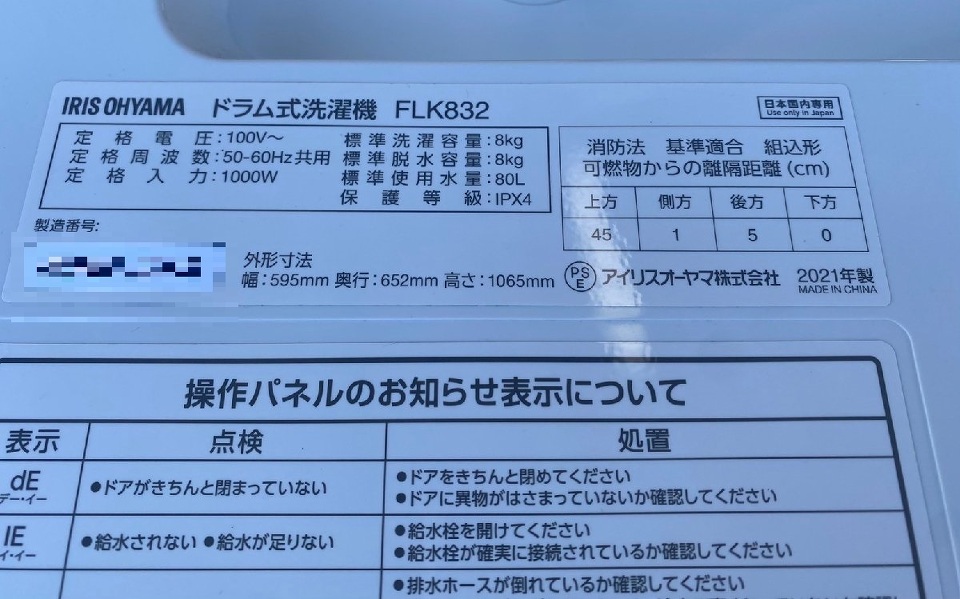 IRIS OHYAMA ドラム式洗濯機 FLK832
日本国内専用
Use only in Japan
定格電圧:100V～
定格周波数:50-60Hz共用
定格入力:1000W
標準洗濯容量:8kg
標準脱水容量:8kg
標準使用水量:80L
保護等級:IPX4
消防法 基準適合 組込形
可燃物からの離隔距離(cm)
上方 側方 後方 下方
45 1 5 0
製造番号:
外形寸法
幅:595mm 奥行:652mm 高さ:1065mm
PSE アイリスオーヤマ株式会社 2021年製
MADE IN CHINA
操作パネルのお知らせ表示について
表示 点検 処置
dE
デー・イー
●ドアがきちんと閉まっていない
●ドアをきちんと閉めてください
●ドアに異物がはさまっていないか確認してください
IE
イ・イー
●給水されない ●給水が足りない
●給水栓を開けてください
●給水栓が確実に接続されているか確認してください
●排水ホースが倒れているか確認してください